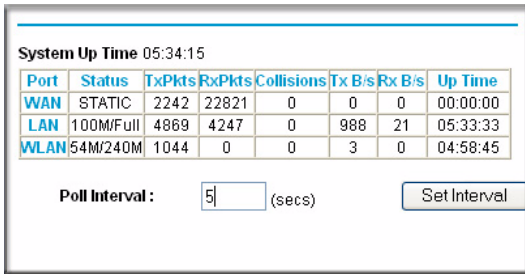 System Up Time 05:34:15
Port Status TxPkts RxPkts Collisions Tx B/s Rx B/s Up Time
WAN STATIC 2242 22821 0 0 0 00:00:00
LAN 100M/Full 4869 4247 0 988 21 05:33:33
WLAN 54M/240M 1044 0 0 3 0 04:58:45
Poll Interval : 5 (secs) Set Interval